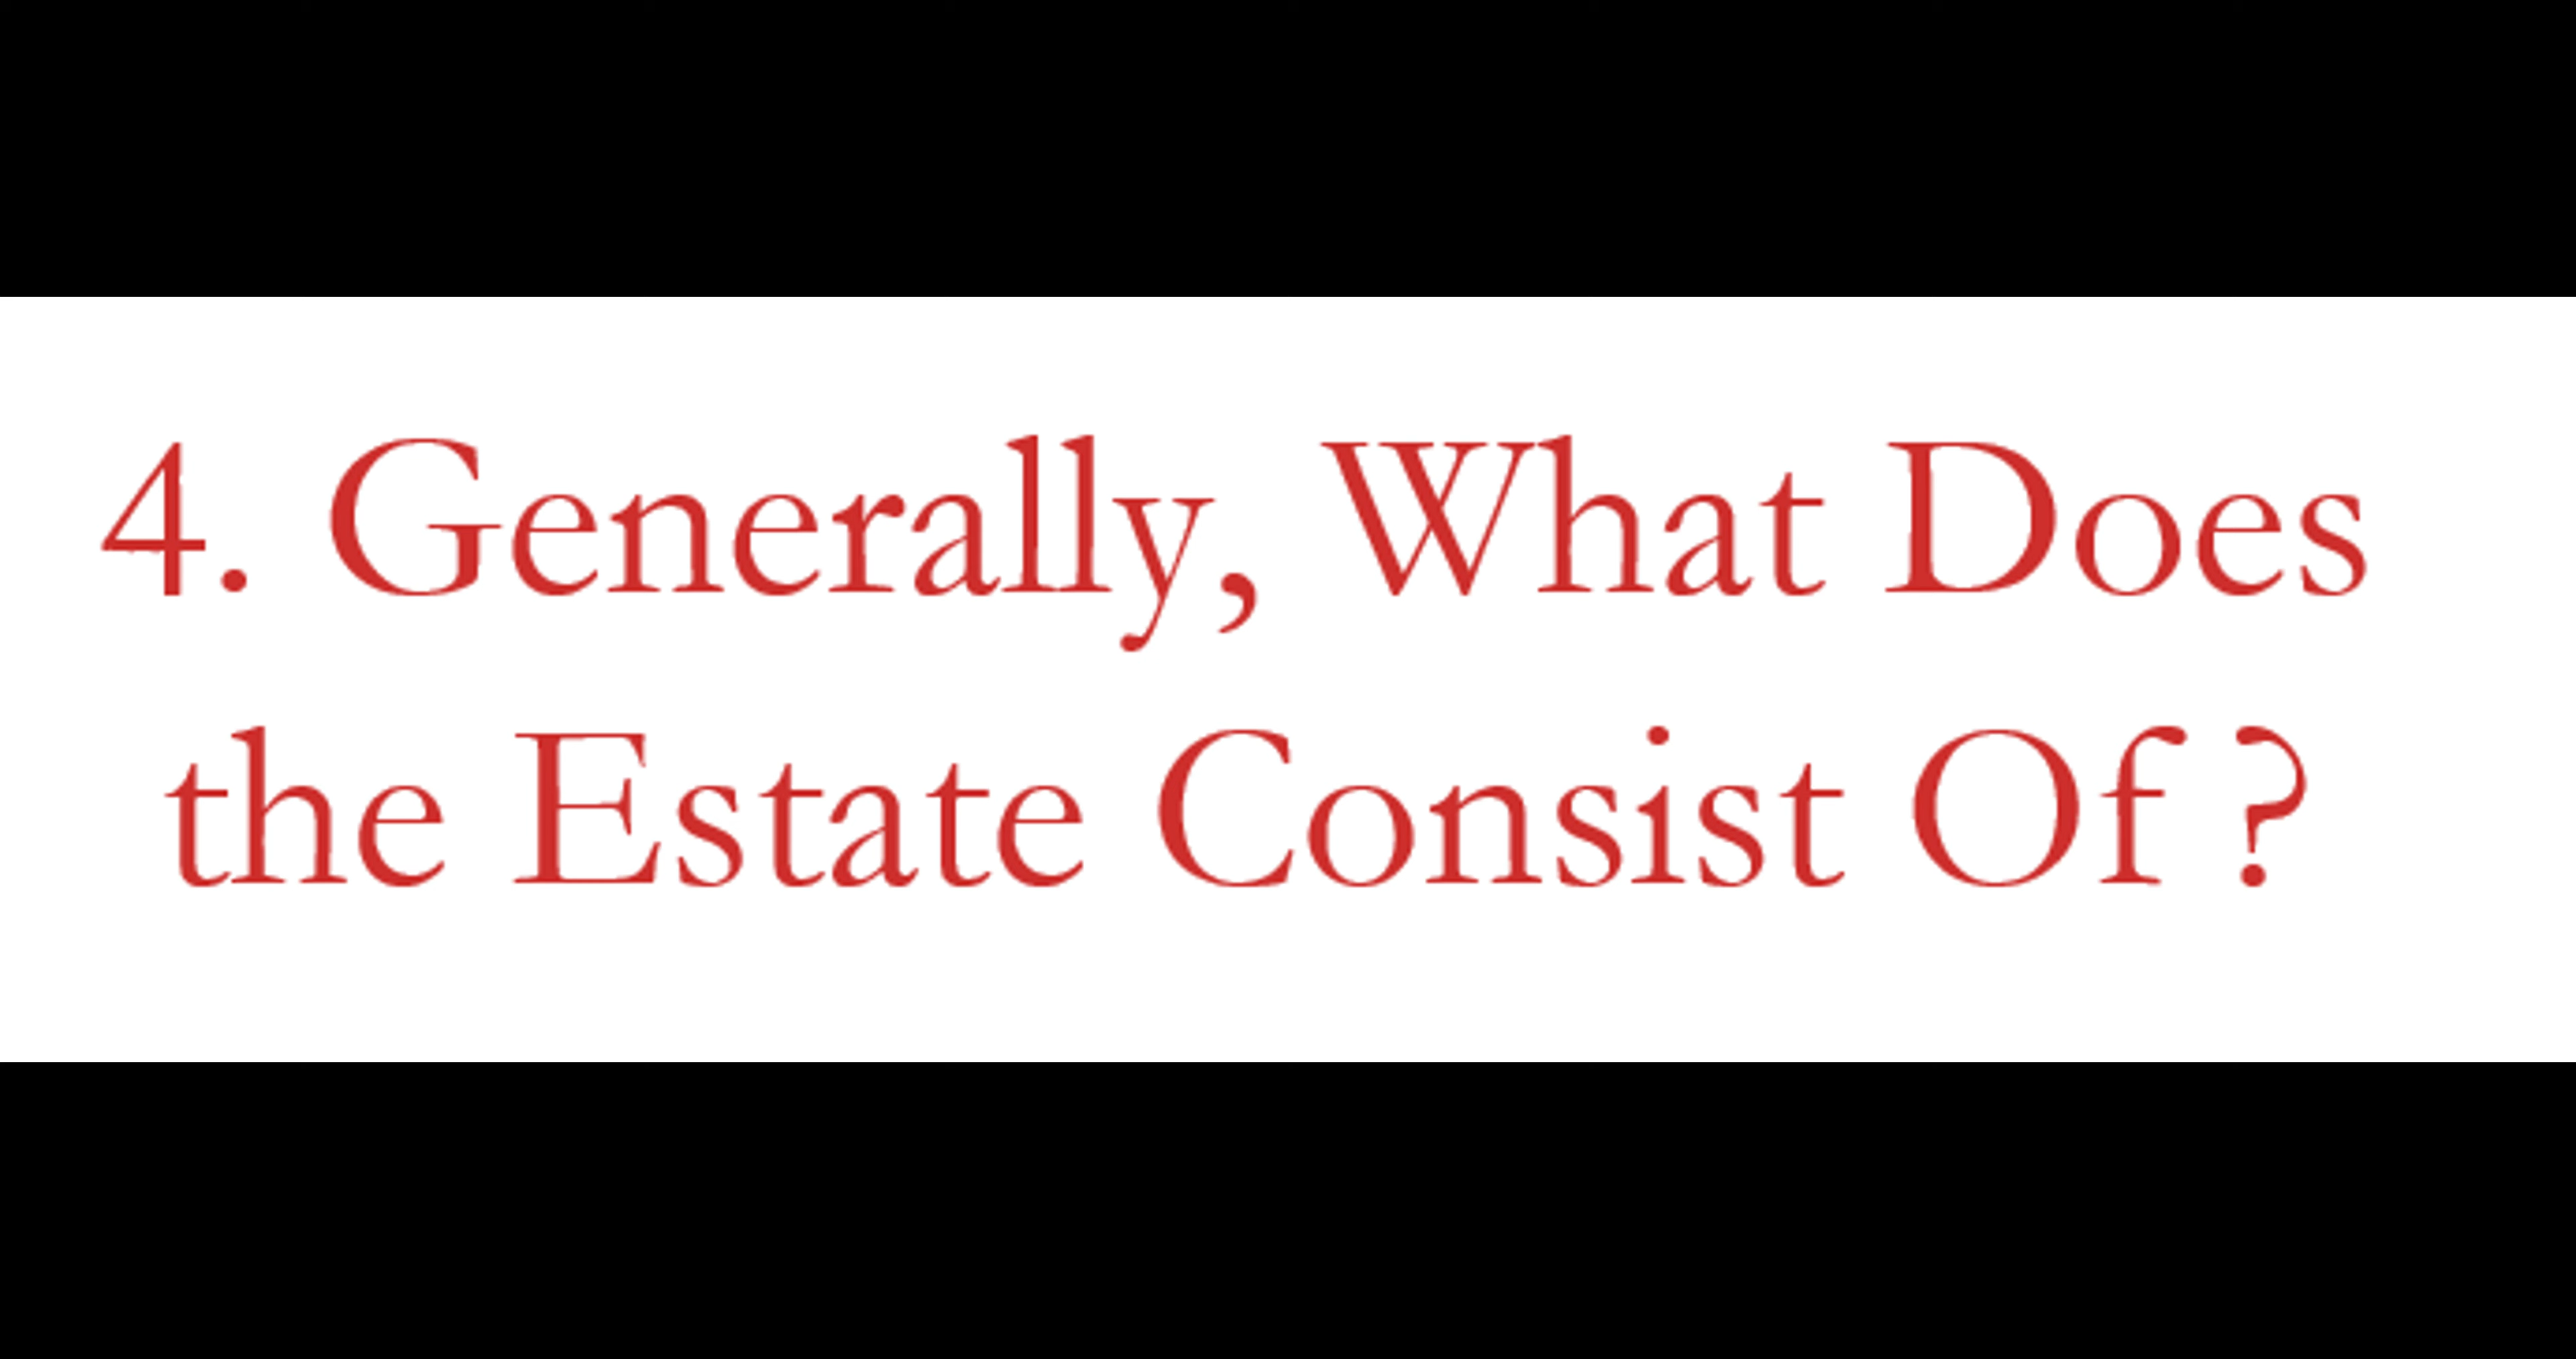 4. Generally, What Does
the Estate Consist Of ?